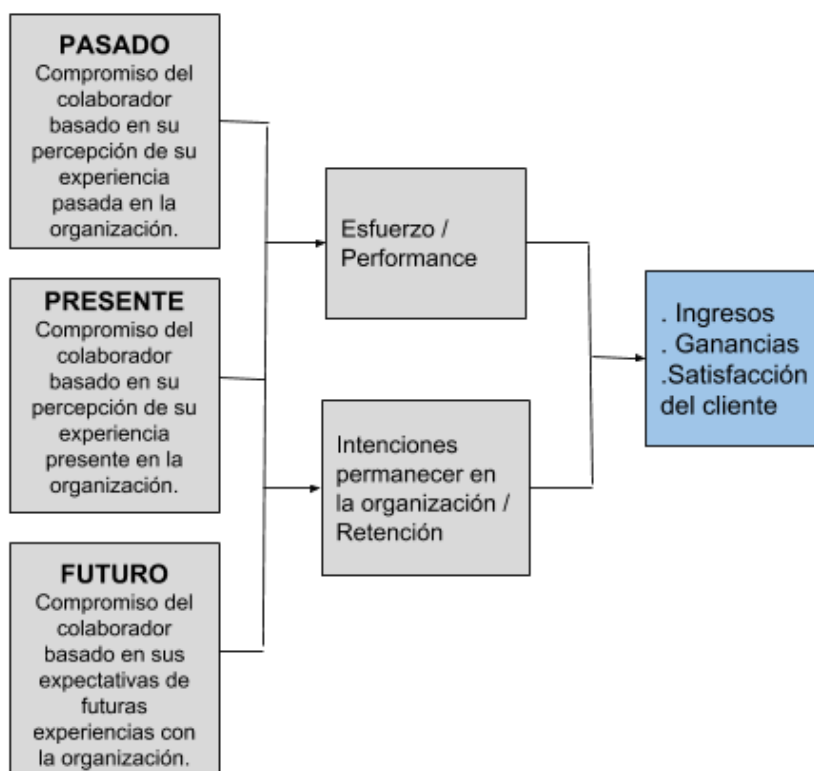 PASADO
Compromiso del
colaborador
basado en su
percepción de su
experiencia
pasada en la
organización.
PRESENTE
Compromiso del
colaborador
basado en su
percepción de su
experiencia
presente en la
organización.
FUTURO
Compromiso del
colaborador
basado en sus
expectativas de
futuras
experiencias con
la organización.
Esfuerzo /
Performance
Intenciones
permanecer en
la organización /
Retención
. Ingresos
. Ganancias
.Satisfacción
del cliente